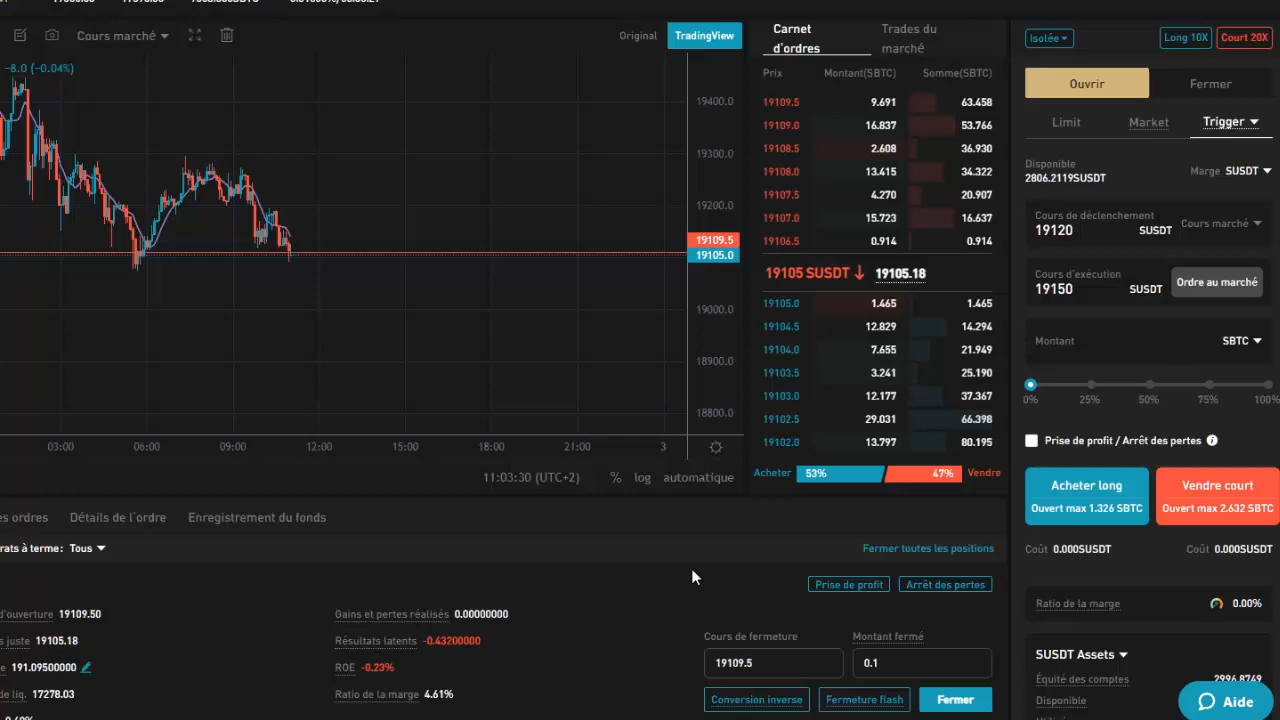 Cours marché
Original
TradingView
-8.0 (-0.04%)
19400.0
19300.0
19200.0
19109.5
19105.0
19000.0
18900.0
18800.0
03:00
06:00
09:00
12:00
15:00
18:00
21:00
3
11:03:30 (UTC+2)
%
log
automatique
Carnet d'ordres
Trades du marché
Prix Montant(SBTC) Somme(SBTC)
19109.5 9.691 63.458
19109.0 16.837 53.766
19108.5 2.608 36.930
19108.0 13.415 34.322
19107.5 4.270 20.907
19107.0 15.723 16.637
19106.5 0.914 0.914
19105 SUSDT ↓ 19105.18
19105.0 1.465 1.465
19104.5 12.829 14.294
19104.0 7.655 21.949
19103.5 3.241 25.190
19103.0 12.177 37.367
19102.5 29.031 66.398
19102.0 13.797 80.195
Acheter 53% 47% Vendre
Isolée
Long 10X
Court 20X
Ouvrir
Fermer
Limit
Market
Trigger
Disponible
2806.2119SUSDT
Marge SUSDT
Cours de déclenchement
19120 SUSDT
Cours marché
Cours d'exécution
19150 SUSDT
Ordre au marché
Montant
SBTC
0% 25% 50% 75% 100%
Prise de profit / Arrêt des pertes
Acheter long
Ouvert max 1.326 SBTC
Vendre court
Ouvert max 2.632 SBTC
Coût 0.000SUSDT
Coût 0.000SUSDT
Ratio de la marge
0.00%
SUSDT Assets
Équité des comptes
2996.8769
Disponible
Aide
es ordres
Détails de l'ordre
Enregistrement du fonds
rats à terme: Tous
Fermer toutes les positions
Prise de profit
Arrêt des pertes
d'ouverture 19109.50
s juste 19105.18
e 191.09500000
de liq. 17278.03
Gains et pertes réalisés 0.00000000
Résultats latents -0.43200000
ROE -0.23%
Ratio de la marge 4.61%
Cours de fermeture
19109.5
Montant fermé
0.1
Conversion inverse
Fermeture flash
Fermer